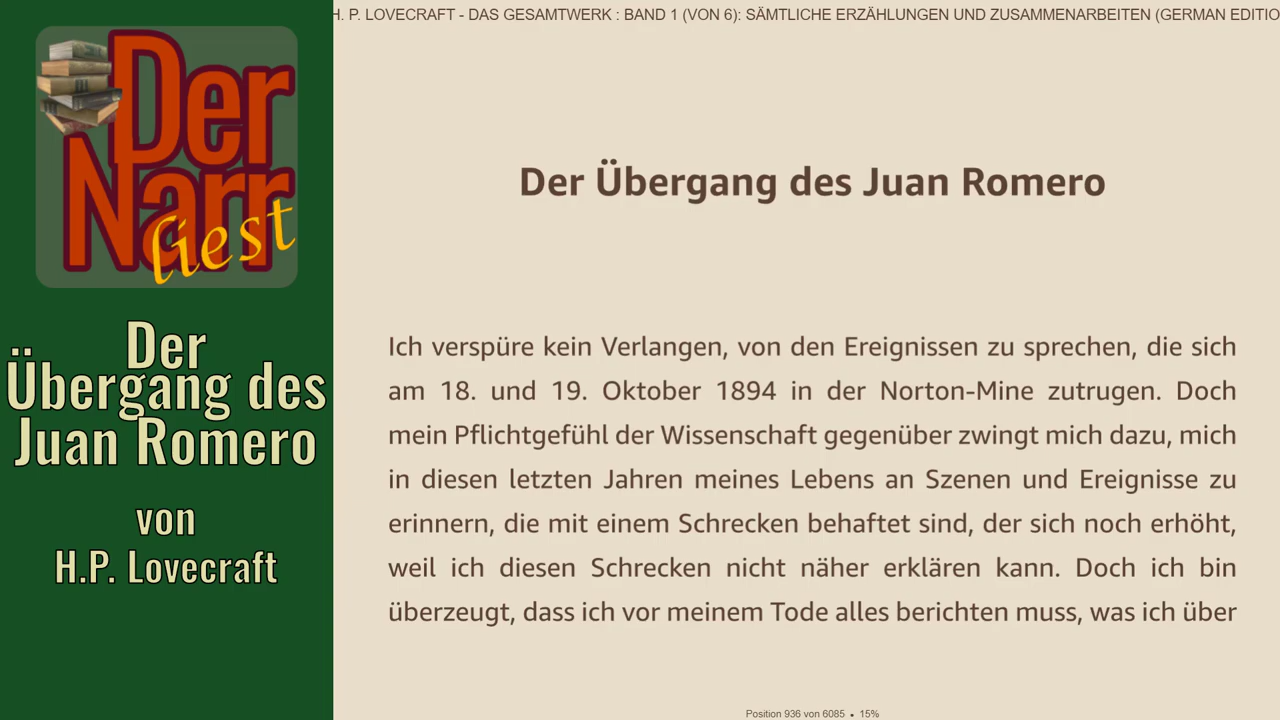 Der
Narr
liest
Der
Übergang des
Juan Romero
von
H.P. Lovecraft
H. P. LOVECRAFT - DAS GESAMTWERK : BAND 1 (VON 6): SÄMTLICHE ERZÄHLUNGEN UND ZUSAMMENARBEITEN (GERMAN EDITIO
Der Übergang des Juan Romero
Ich verspüre kein Verlangen, von den Ereignissen zu sprechen, die sich
am 18. und 19. Oktober 1894 in der Norton-Mine zutrugen. Doch
mein Pflichtgefühl der Wissenschaft gegenüber zwingt mich dazu, mich
in diesen letzten Jahren meines Lebens an Szenen und Ereignisse zu
erinnern, die mit einem Schrecken behaftet sind, der sich noch erhöht,
weil ich diesen Schrecken nicht näher erklären kann. Doch ich bin
überzeugt, dass ich vor meinem Tode alles berichten muss, was ich über
Position 936 von 6085 • 15%